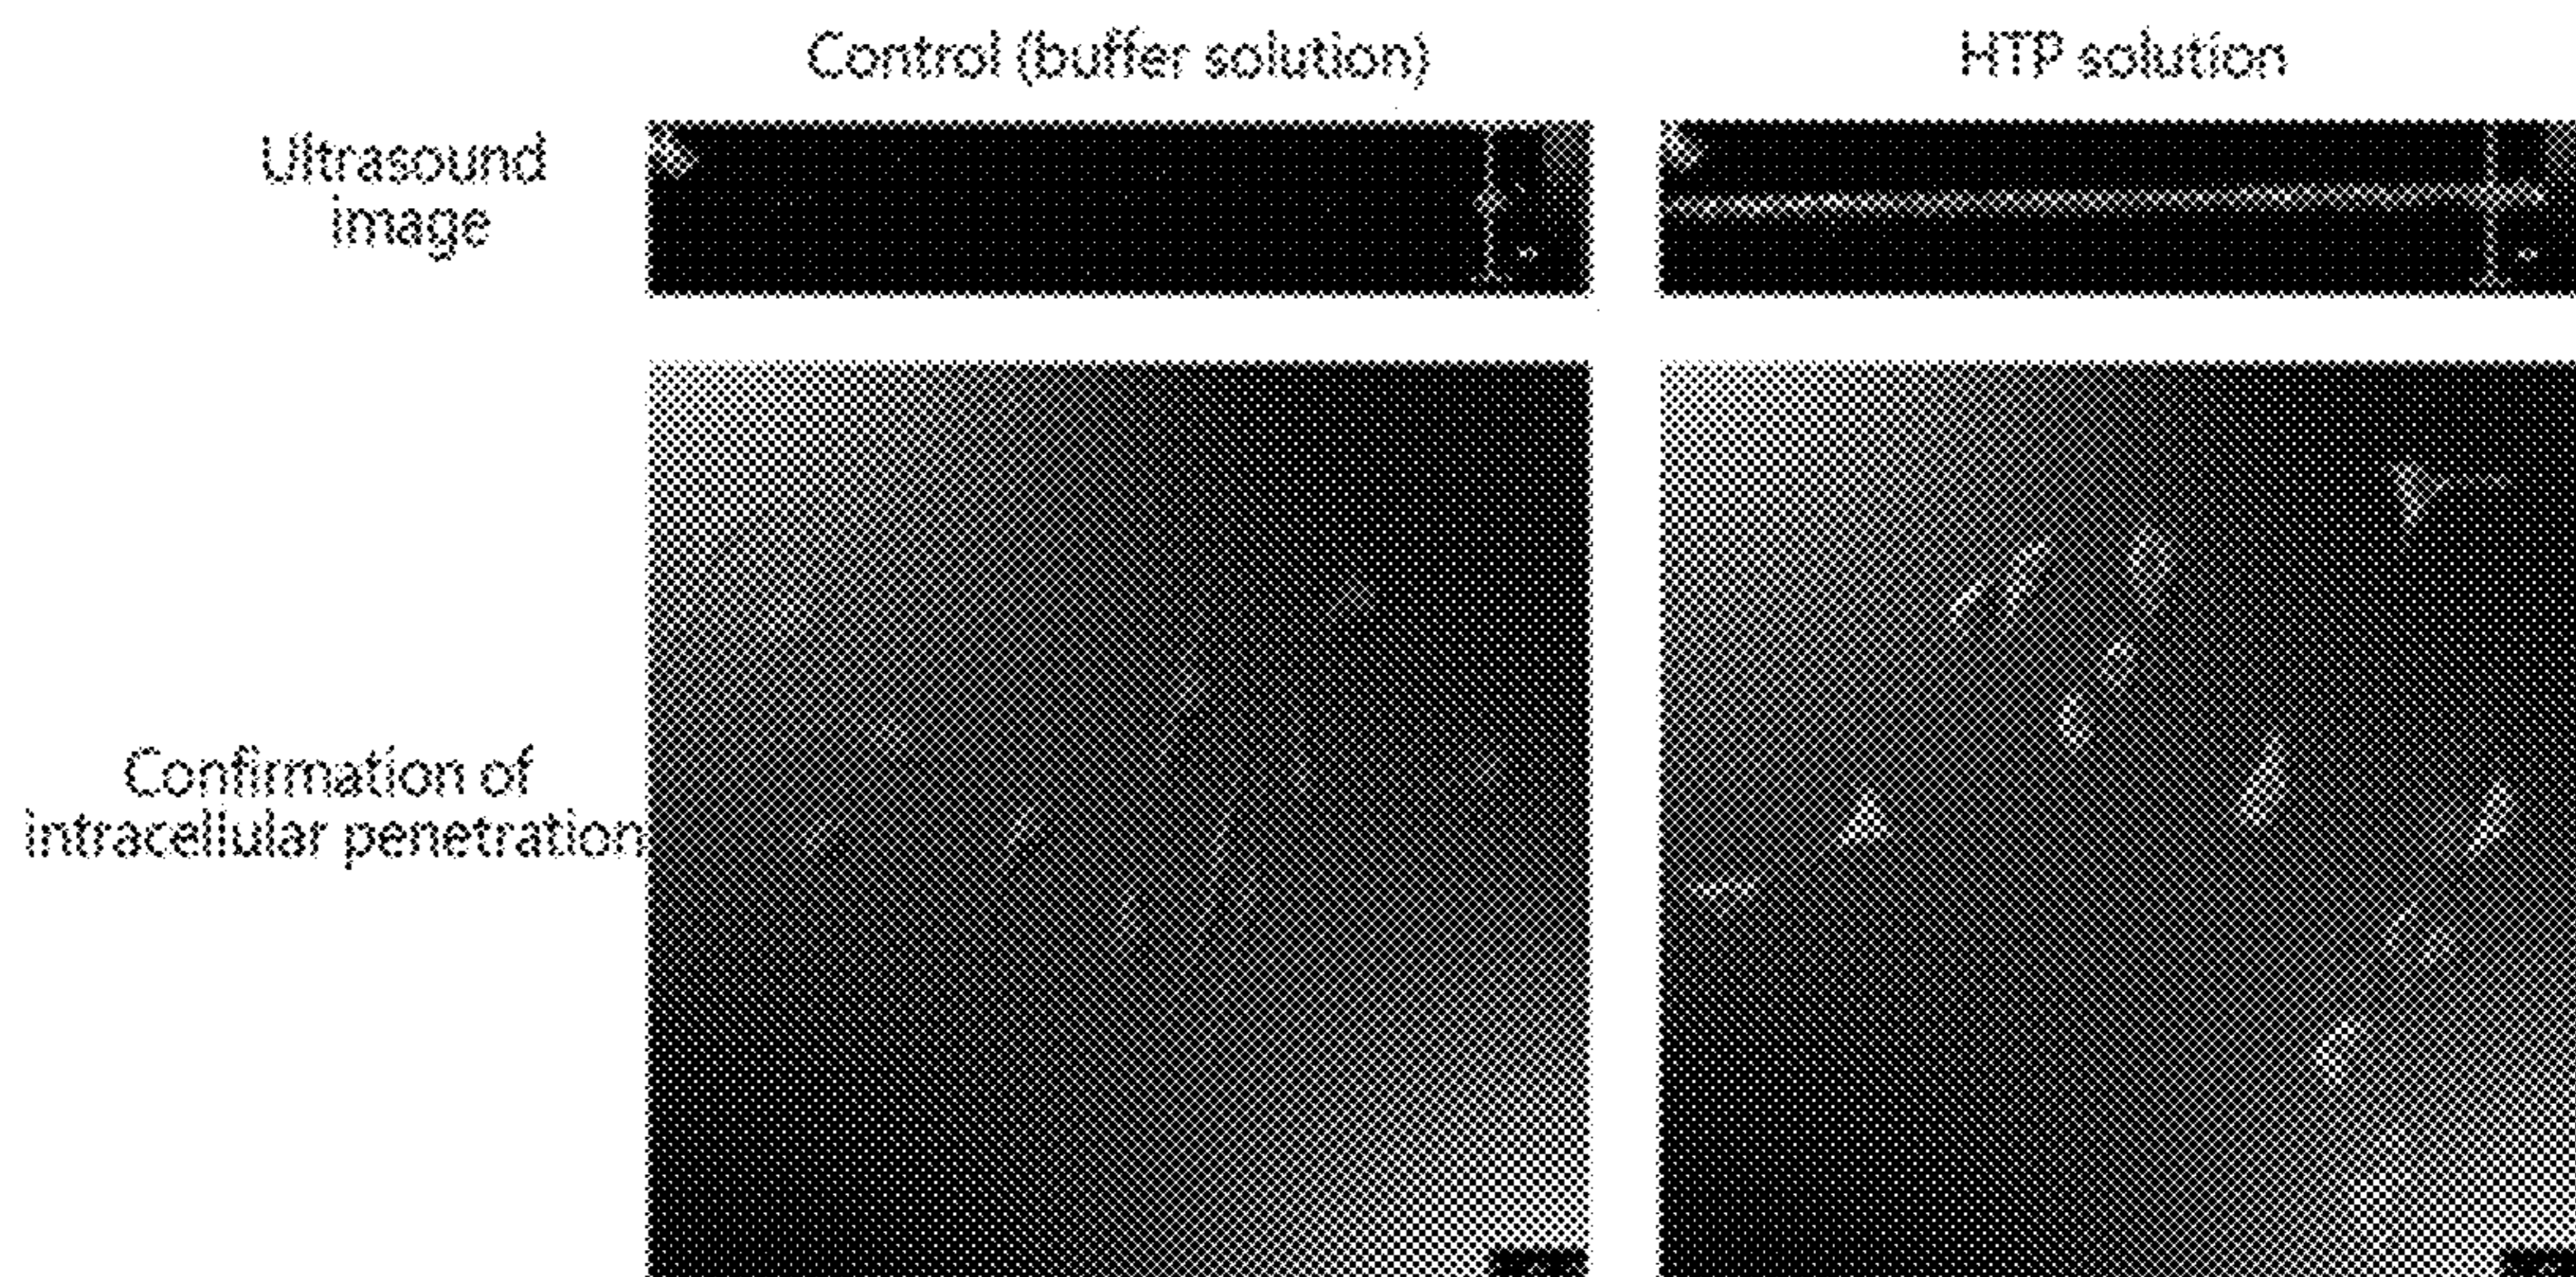 Control (buffer solution)
HTP solution
Ultrasound
image
Confirmation of
intracellular penetration